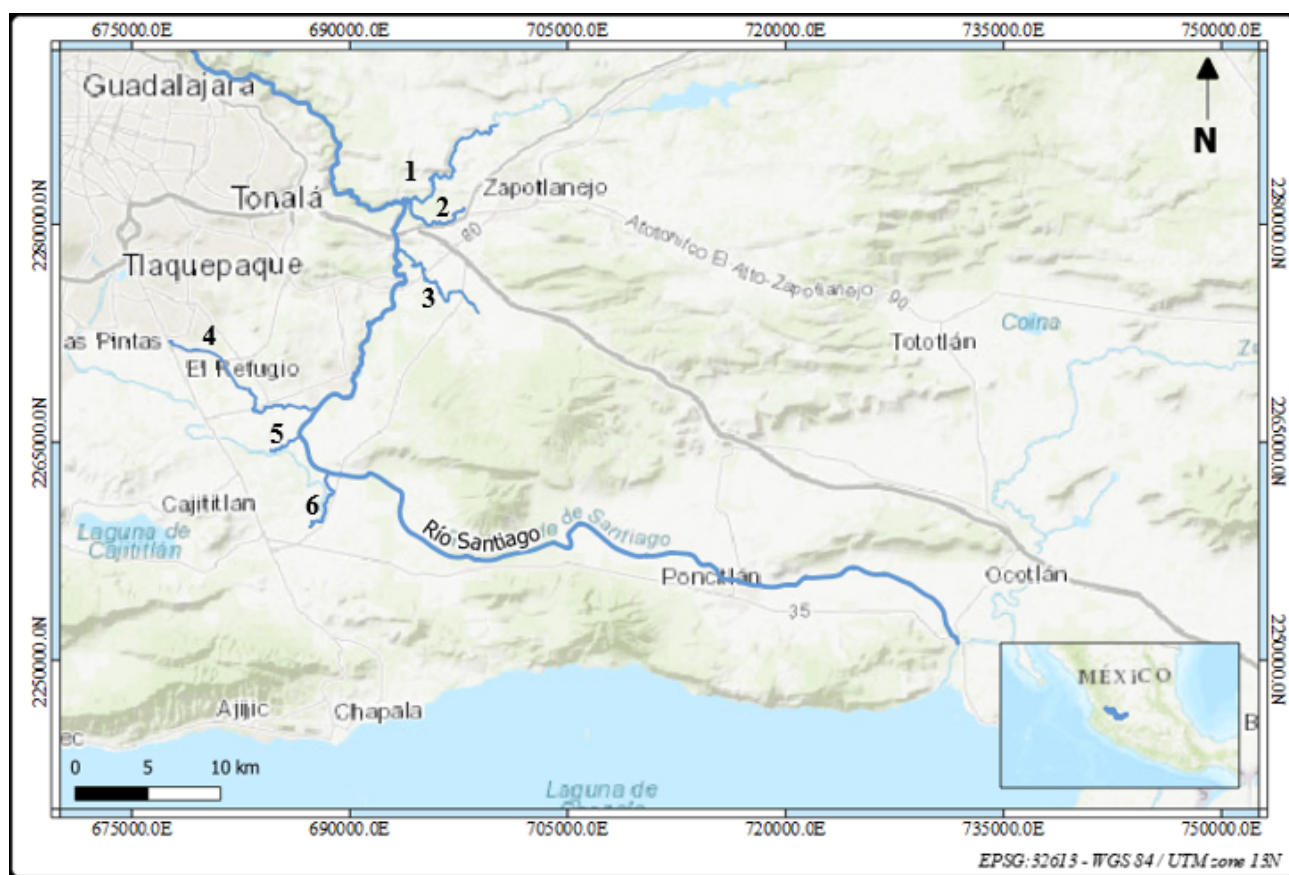 675000.0E 690000.0E 705000.0E 720000.0E 735000.0E 750000.0E
Guadalajara
N
1
Zapotlanejo
Tonalá
2
2280000.0N
2280000.0N
80
Atotonilco El Alto-Zapotlanejo 90
Tlaquepaque
3
Coina
4
as Pintas
Tototlán
El Refugio
5
2265000.0N
2265000.0N
Cajititlán
6
Laguna de
Cajititlán
Río Santiago
de Santiago
Poncitlán
Ocotlán
35
2250000.0N
2250000.0N
MÉXICO
Ajijic
Chapala
ec
B
0 5 10 km
Laguna de
675000.0E 690000.0E 705000.0E 720000.0E 735000.0E 750000.0E
EPSG:32613 - WGS 84 / UTM zone 13N